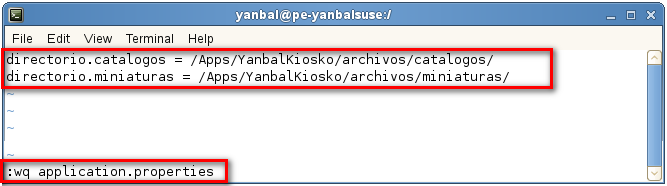 yanbal@pe-yanbalsuse:/
File Edit View Terminal Help
directorio.catalogos = /Apps/YanbalKiosko/archivos/catalogos/
directorio.miniaturas = /Apps/YanbalKiosko/archivos/miniaturas/
~
~
~
~
:wq application.properties